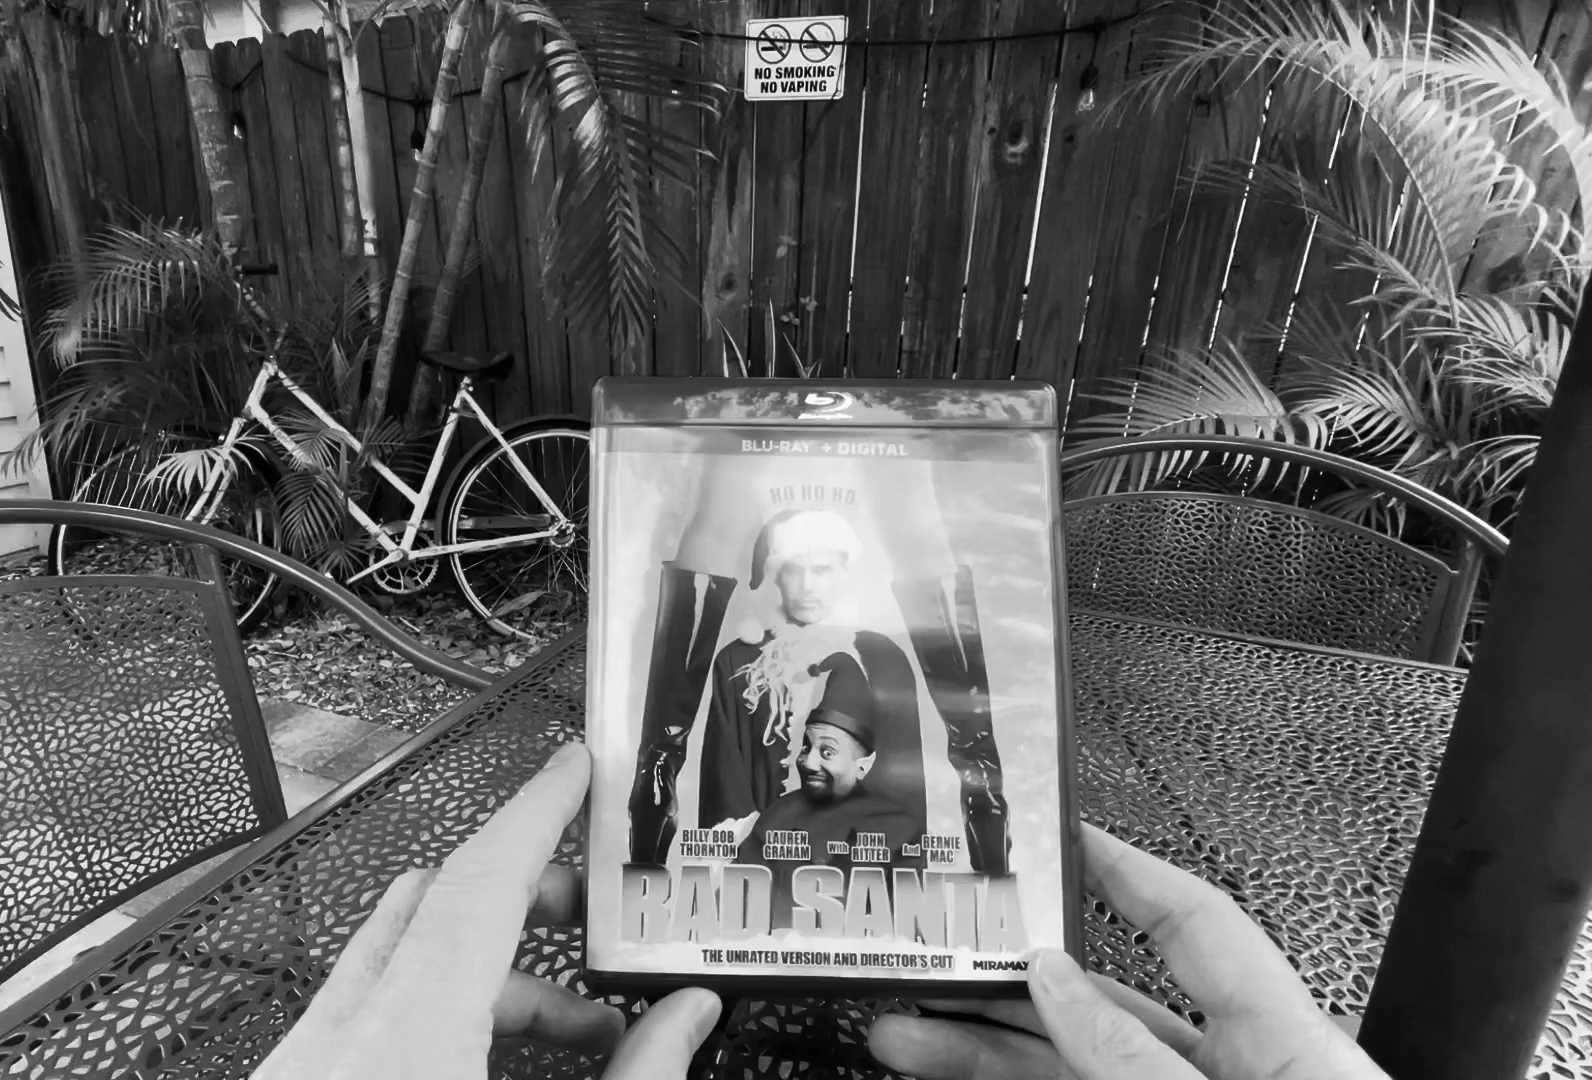 NO SMOKING
NO VAPING
BLU-RAY + DIGITAL
HO HO HO
BILLY BOB THORNTON LAUREN GRAHAM With JOHN RITTER And BERNIE MAC
BAD SANTA
THE UNRATED VERSION AND DIRECTOR'S CUT
MIRAMAX